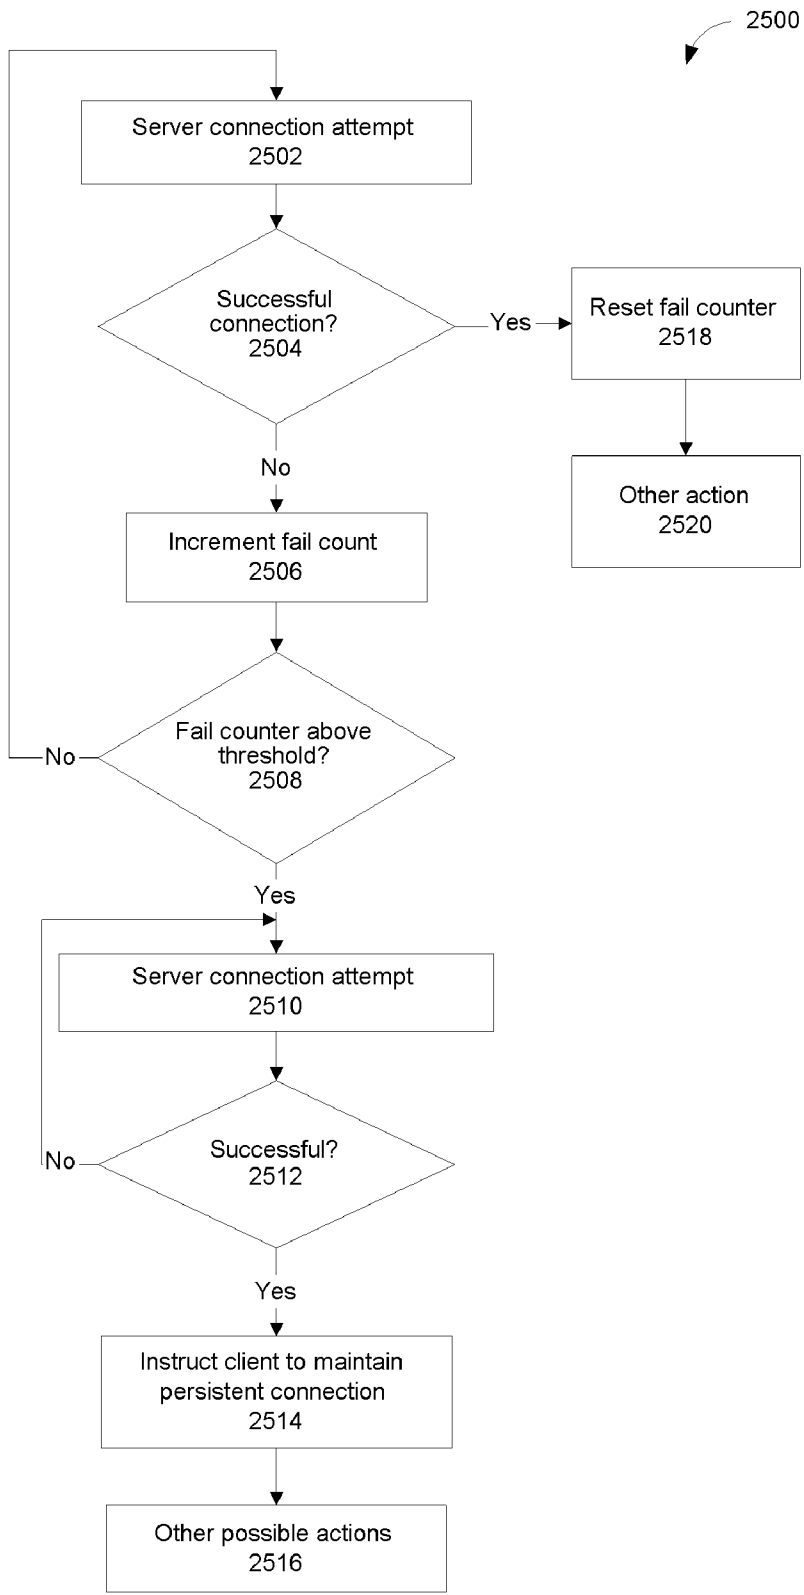 2500
Server connection attempt
2502
Successful
connection?
2504
Yes
Reset fail counter
2518
No
Other action
2520
Increment fail count
2506
Fail counter above
threshold?
2508
No
Yes
Server connection attempt
2510
Successful?
2512
No
Yes
Instruct client to maintain
persistent connection
2514
Other possible actions
2516